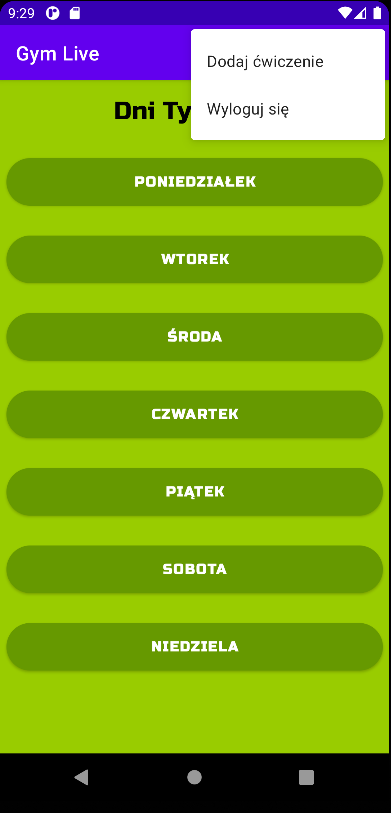 9:29
Gym Live
Dodaj ćwiczenie
Wyloguj się
Dni Ty
PONIEDZIAŁEK
WTOREK
ŚRODA
CZWARTEK
PIĄTEK
SOBOTA
NIEDZIELA